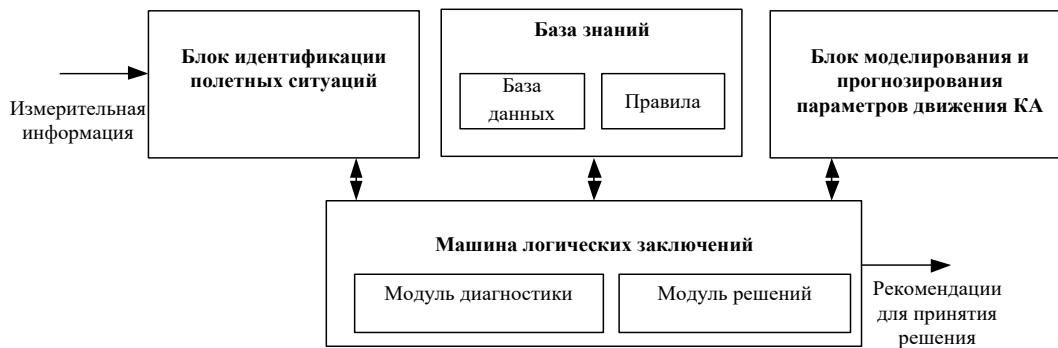 Измерительная
информация
Блок идентификации
полетных ситуаций
База знаний
База
данных
Правила
Блок моделирования и
прогнозирования
параметров движения КА
Машина логических заключений
Модуль диагностики
Модуль решений
Рекомендации
для принятия
решения